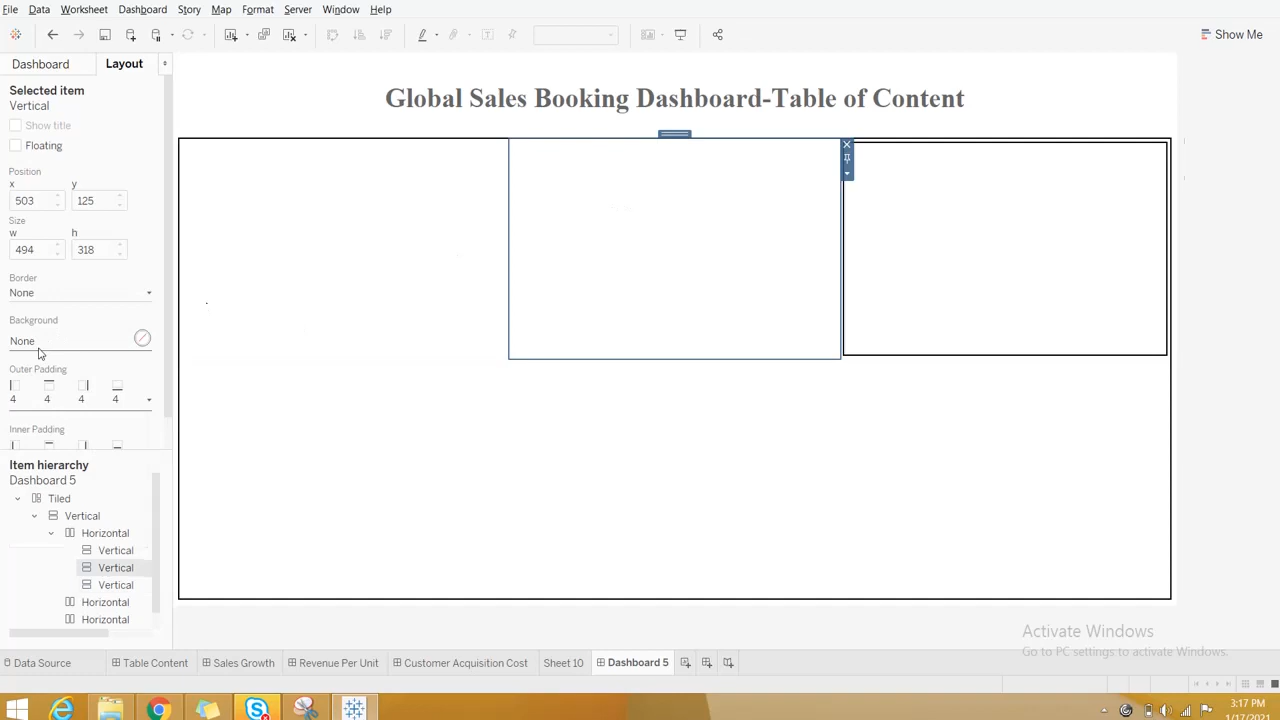 File Data Worksheet Dashboard Story Map Format Server Window Help
Show Me
Dashboard Layout
Selected item
Vertical
Show title
Floating
Position
x y
503 125
Size
w h
494 318
Border
None
Background
None
Outer Padding
4 4 4 4
Inner Padding
Item hierarchy
Dashboard 5
Tiled
Vertical
Horizontal
Vertical
Vertical
Vertical
Horizontal
Horizontal
Global Sales Booking Dashboard-Table of Content
Activate Windows
Go to PC settings to activate Windows.
Data Source Table Content Sales Growth Revenue Per Unit Customer Acquisition Cost Sheet 10 Dashboard 5
3:17 PM
1/17/2021